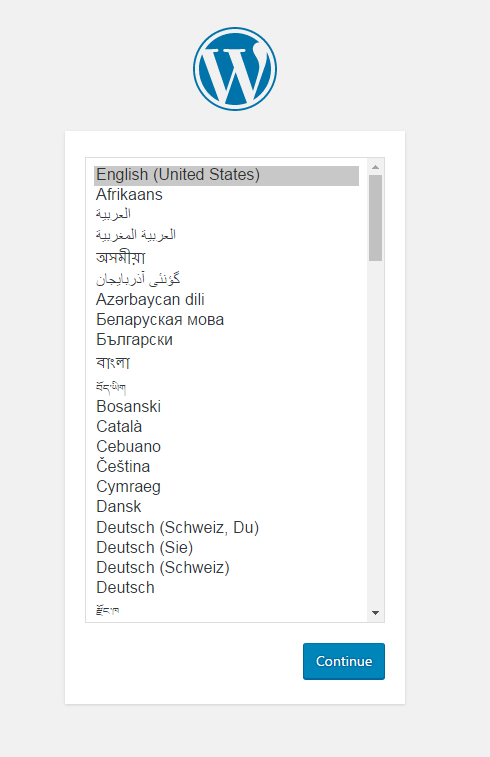 English (United States)
Afrikaans
العربية
العربية المغربية
অসমীয়া
گؤنئی آذربایجان
Azərbaycan dili
Беларуская мова
Български
বাংলা
བོད་ཡིག
Bosanski
Català
Cebuano
Čeština
Cymraeg
Dansk
Deutsch (Schweiz, Du)
Deutsch (Sie)
Deutsch (Schweiz)
Deutsch
རྫོང་ཁ
Continue